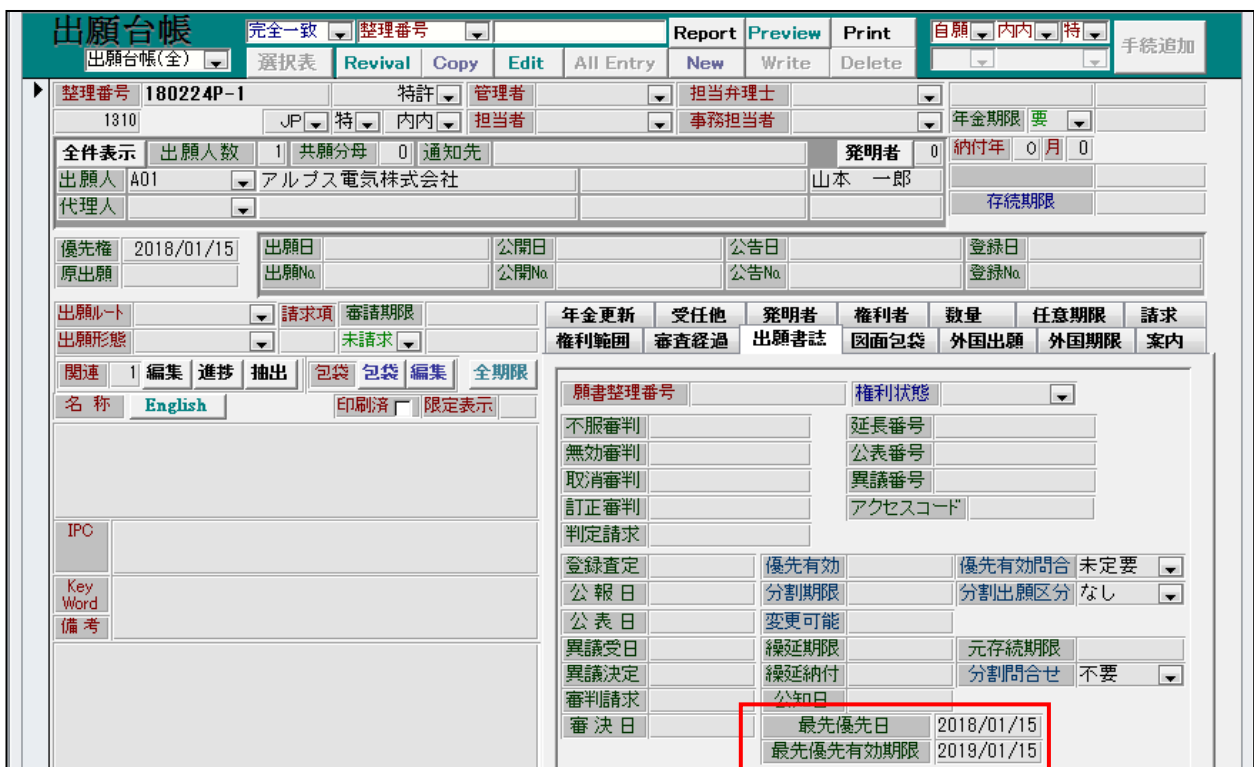 出願台帳 完全一致 整理番号 Report Preview Print 自願 内内 特 手続追加
出願台帳(全) 選択表 Revival Copy Edit All Entry New Write Delete
整理番号 180224P-1 特許 管理者 担当弁理士
1310 JP 特 内内 担当者 事務担当者 年金期限 要
全件表示 出願人数 1 共願分母 0 通知先 発明者 0 納付年 0 月 0
出願人 A01 アルプス電気株式会社 山本 一郎
代理人 存続期限
優先権 2018/01/15 出願日 公開日 公告日 登録日
原出願 出願No. 公開No. 公告No. 登録No.
出願ルート 請求項 審請期限 年金更新 受任他 発明者 権利者 数量 任意期限 請求
出願形態 未請求 権利範囲 審査経過 出願書誌 図面包袋 外国出願 外国期限 案内
関連 1 編集 進捗 抽出 包袋 包袋 編集 全期限
願書整理番号 権利状態
名 称 English 印刷済 限定表示
不服審判 延長番号
無効審判 公表番号
取消審判 異議番号
訂正審判 アクセスコード
IPC 判定請求
登録査定 優先有効 優先有効問合 未定要
Key
Word
公 報 日 分割期限 分割出願区分 なし
備 考 公 表 日 変更可能
異議受日 繰延期限 元存続期限
異議決定 繰延納付 分割問合せ 不要
審判請求 公知日
審 決 日 最先優先日 2018/01/15
最先優先有効期限 2019/01/15